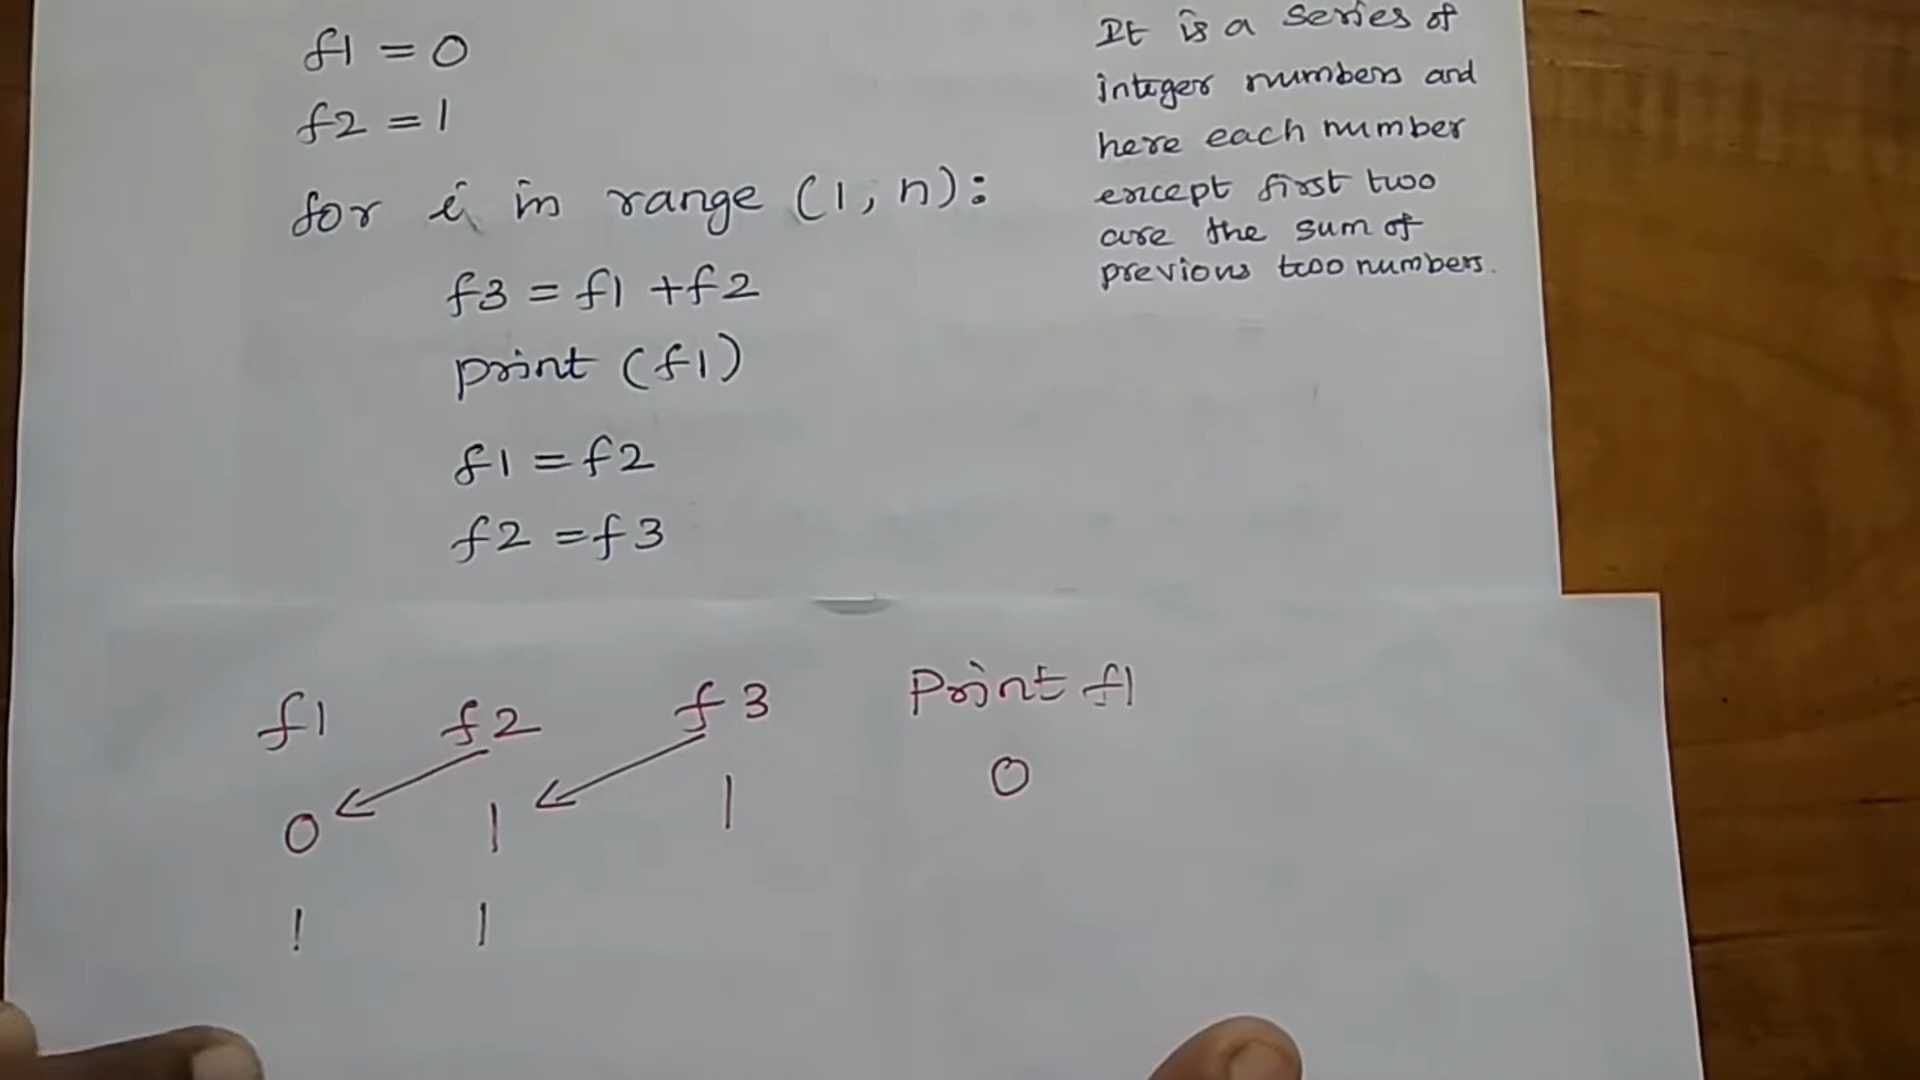 f1 = 0
f2 = 1
for i in range (1, n):
f3 = f1 + f2
print (f1)
f1 = f2
f2 = f3
It is a series of
integer numbers and
here each number
except first two
are the sum of
previous two numbers.
f1 f2 f3 Print f1
0 1 1 0
1 1